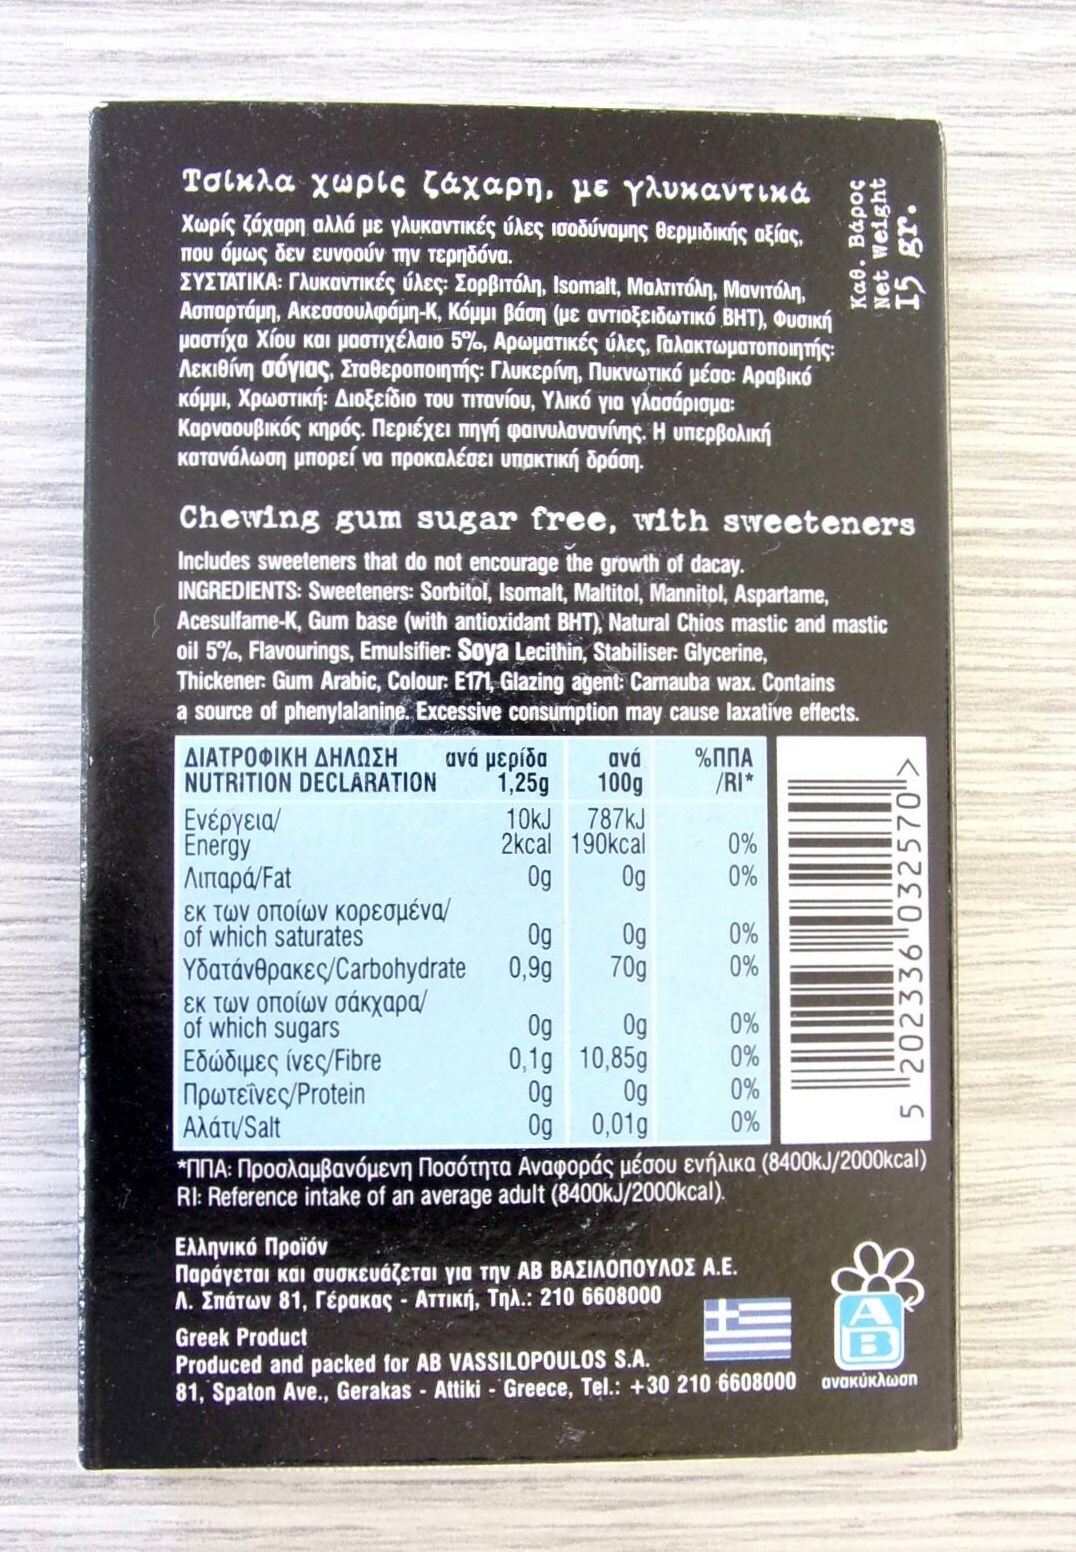 Τσίκλα χωρίς ζάχαρη, με γλυκαντικά
Χωρίς ζάχαρη αλλά με γλυκαντικές ύλες ισοδύναμης θερμιδικής αξίας,
που όμως δεν ευνοούν την τερηδόνα.
ΣΥΣΤΑΤΙΚΑ: Γλυκαντικές ύλες: Σορβιτόλη, Isomalt, Μαλτιτόλη, Μανιτόλη,
Ασπαρτάμη, Ακεσσουλφάμη-Κ, Κόμμι βάση (με αντιοξειδωτικό BHT), Φυσική
μαστίχα Χίου και μαστιχέλαιο 5%, Αρωματικές ύλες, Γαλακτωματοποιητής:
Λεκιθίνη σόγιας, Σταθεροποιητής: Γλυκερίνη, Πυκνωτικό μέσο: Αραβικό
κόμμι, Χρωστική: Διοξείδιο του τιτανίου, Υλικό για γλασάρισμα:
Καρναουβικός κηρός. Περιέχει πηγή φαινυλανανίνης. Η υπερβολική
κατανάλωση μπορεί να προκαλέσει υπακτική δράση.
Καθ. Βάρος
Net Weight
15 gr.
Chewing gum sugar free, with sweeteners
Includes sweeteners that do not encourage the growth of dacay.
INGREDIENTS: Sweeteners: Sorbitol, Isomalt, Maltitol, Mannitol, Aspartame,
Acesulfame-K, Gum base (with antioxidant BHT), Natural Chios mastic and mastic
oil 5%, Flavourings, Emulsifier: Soya Lecithin, Stabiliser: Glycerine,
Thickener: Gum Arabic, Colour: E171, Glazing agent: Carnauba wax. Contains
a source of phenylalanine. Excessive consumption may cause laxative effects.
ΔΙΑΤΡΟΦΙΚΗ ΔΗΛΩΣΗ ανά μερίδα ανά %ΠΠΑ
NUTRITION DECLARATION 1,25g 100g /RI*
Ενέργεια/ 10kJ 787kJ
Energy 2kcal 190kcal 0%
Λιπαρά/Fat 0g 0g 0%
εκ των οποίων κορεσμένα/
of which saturates 0g 0g 0%
Υδατάνθρακες/Carbohydrate 0,9g 70g 0%
εκ των οποίων σάκχαρα/
of which sugars 0g 0g 0%
Εδώδιμες ίνες/Fibre 0,1g 10,85g 0%
Πρωτεΐνες/Protein 0g 0g 0%
Αλάτι/Salt 0g 0,01g 0%
5 202336 032570 >
*ΠΠΑ: Προσλαμβανόμενη Ποσότητα Αναφοράς μέσου ενήλικα (8400kJ/2000kcal)
RI: Reference intake of an average adult (8400kJ/2000kcal).
Ελληνικό Προϊόν
Παράγεται και συσκευάζεται για την ΑΒ ΒΑΣΙΛΟΠΟΥΛΟΣ Α.Ε.
Λ. Σπάτων 81, Γέρακας - Αττική, Τηλ.: 210 6608000
Greek Product
Produced and packed for AB VASSILOPOULOS S.A.
81, Spaton Ave., Gerakas - Attiki - Greece, Tel.: +30 210 6608000
A
B
ανακύκλωση